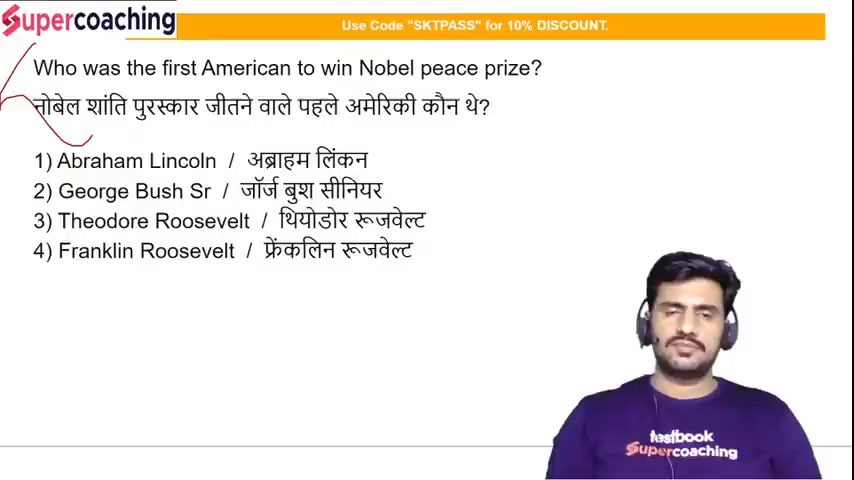 Supercoaching
Use Code "SKTPASS" for 10% DISCOUNT.
Who was the first American to win Nobel peace prize?
नोबेल शांति पुरस्कार जीतने वाले पहले अमेरिकी कौन थे?
1) Abraham Lincoln / अब्राहम लिंकन
2) George Bush Sr / जॉर्ज बुश सीनियर
3) Theodore Roosevelt / थियोडोर रूजवेल्ट
4) Franklin Roosevelt / फ्रेंकलिन रूजवेल्ट
testbook
Supercoaching